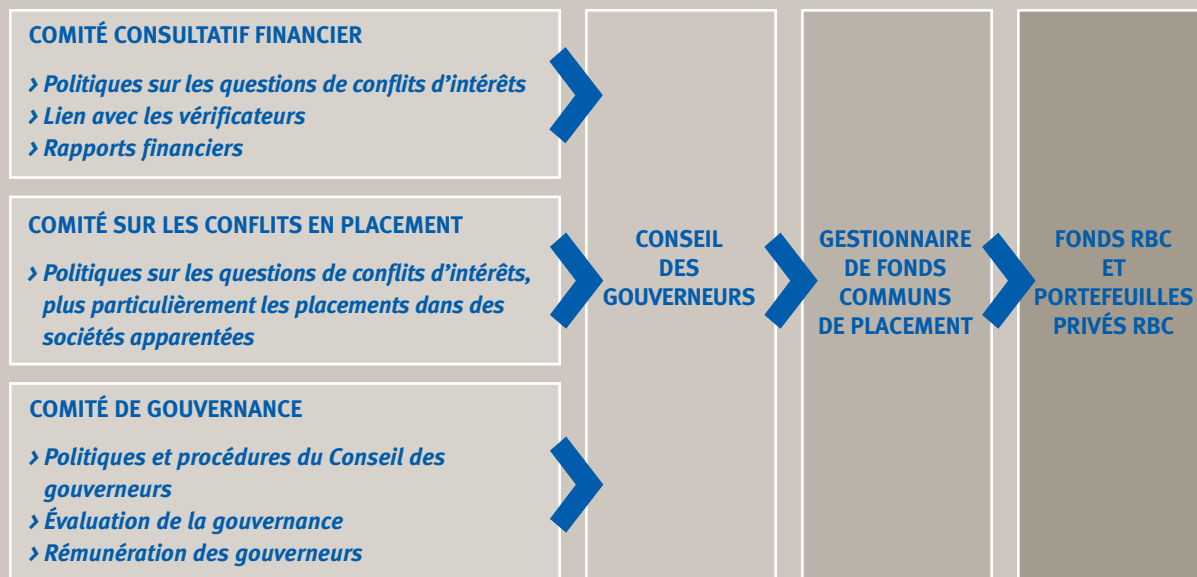 COMITÉ CONSULTATIF FINANCIER
› Politiques sur les questions de conflits d’intérêts
› Lien avec les vérificateurs
› Rapports financiers
COMITÉ SUR LES CONFLITS EN PLACEMENT
› Politiques sur les questions de conflits d’intérêts,
plus particulièrement les placements dans des
sociétés apparentées
COMITÉ DE GOUVERNANCE
› Politiques et procédures du Conseil des
gouverneurs
› Évaluation de la gouvernance
› Rémunération des gouverneurs
CONSEIL
DES
GOUVERNEURS
GESTIONNAIRE
DE FONDS
COMMUNS
DE PLACEMENT
FONDS RBC
ET
PORTEFEUILLES
PRIVÉS RBC